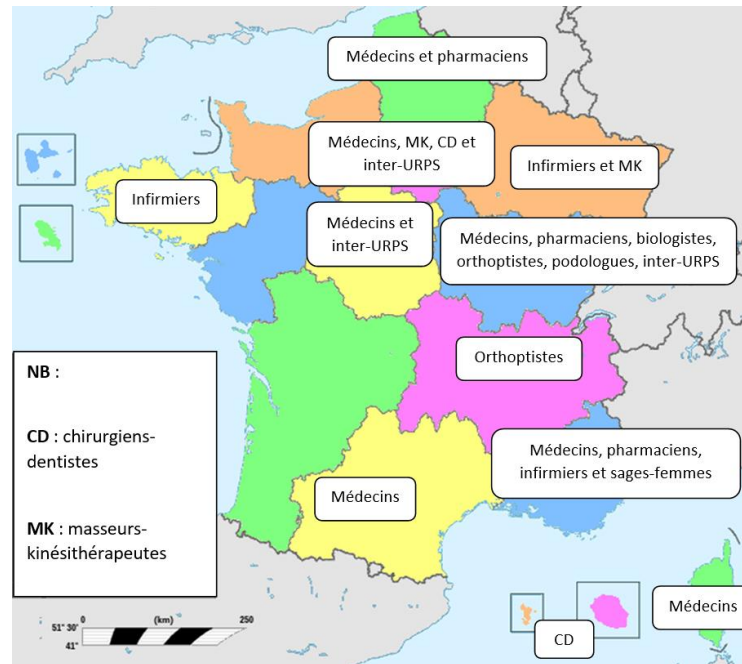 Médecins et pharmaciens
Médecins, MK, CD et
inter-URPS
Infirmiers et MK
Infirmiers
Médecins et
inter-URPS
Médecins, pharmaciens, biologistes,
orthoptistes, podologues, inter-URPS
Orthoptistes
NB :
CD : chirurgiens-
dentistes
MK : masseurs-
kinésithérapeutes
Médecins, pharmaciens,
infirmiers et sages-femmes
Médecins
Médecins
CD
0 (km) 250
51° 30'
41°